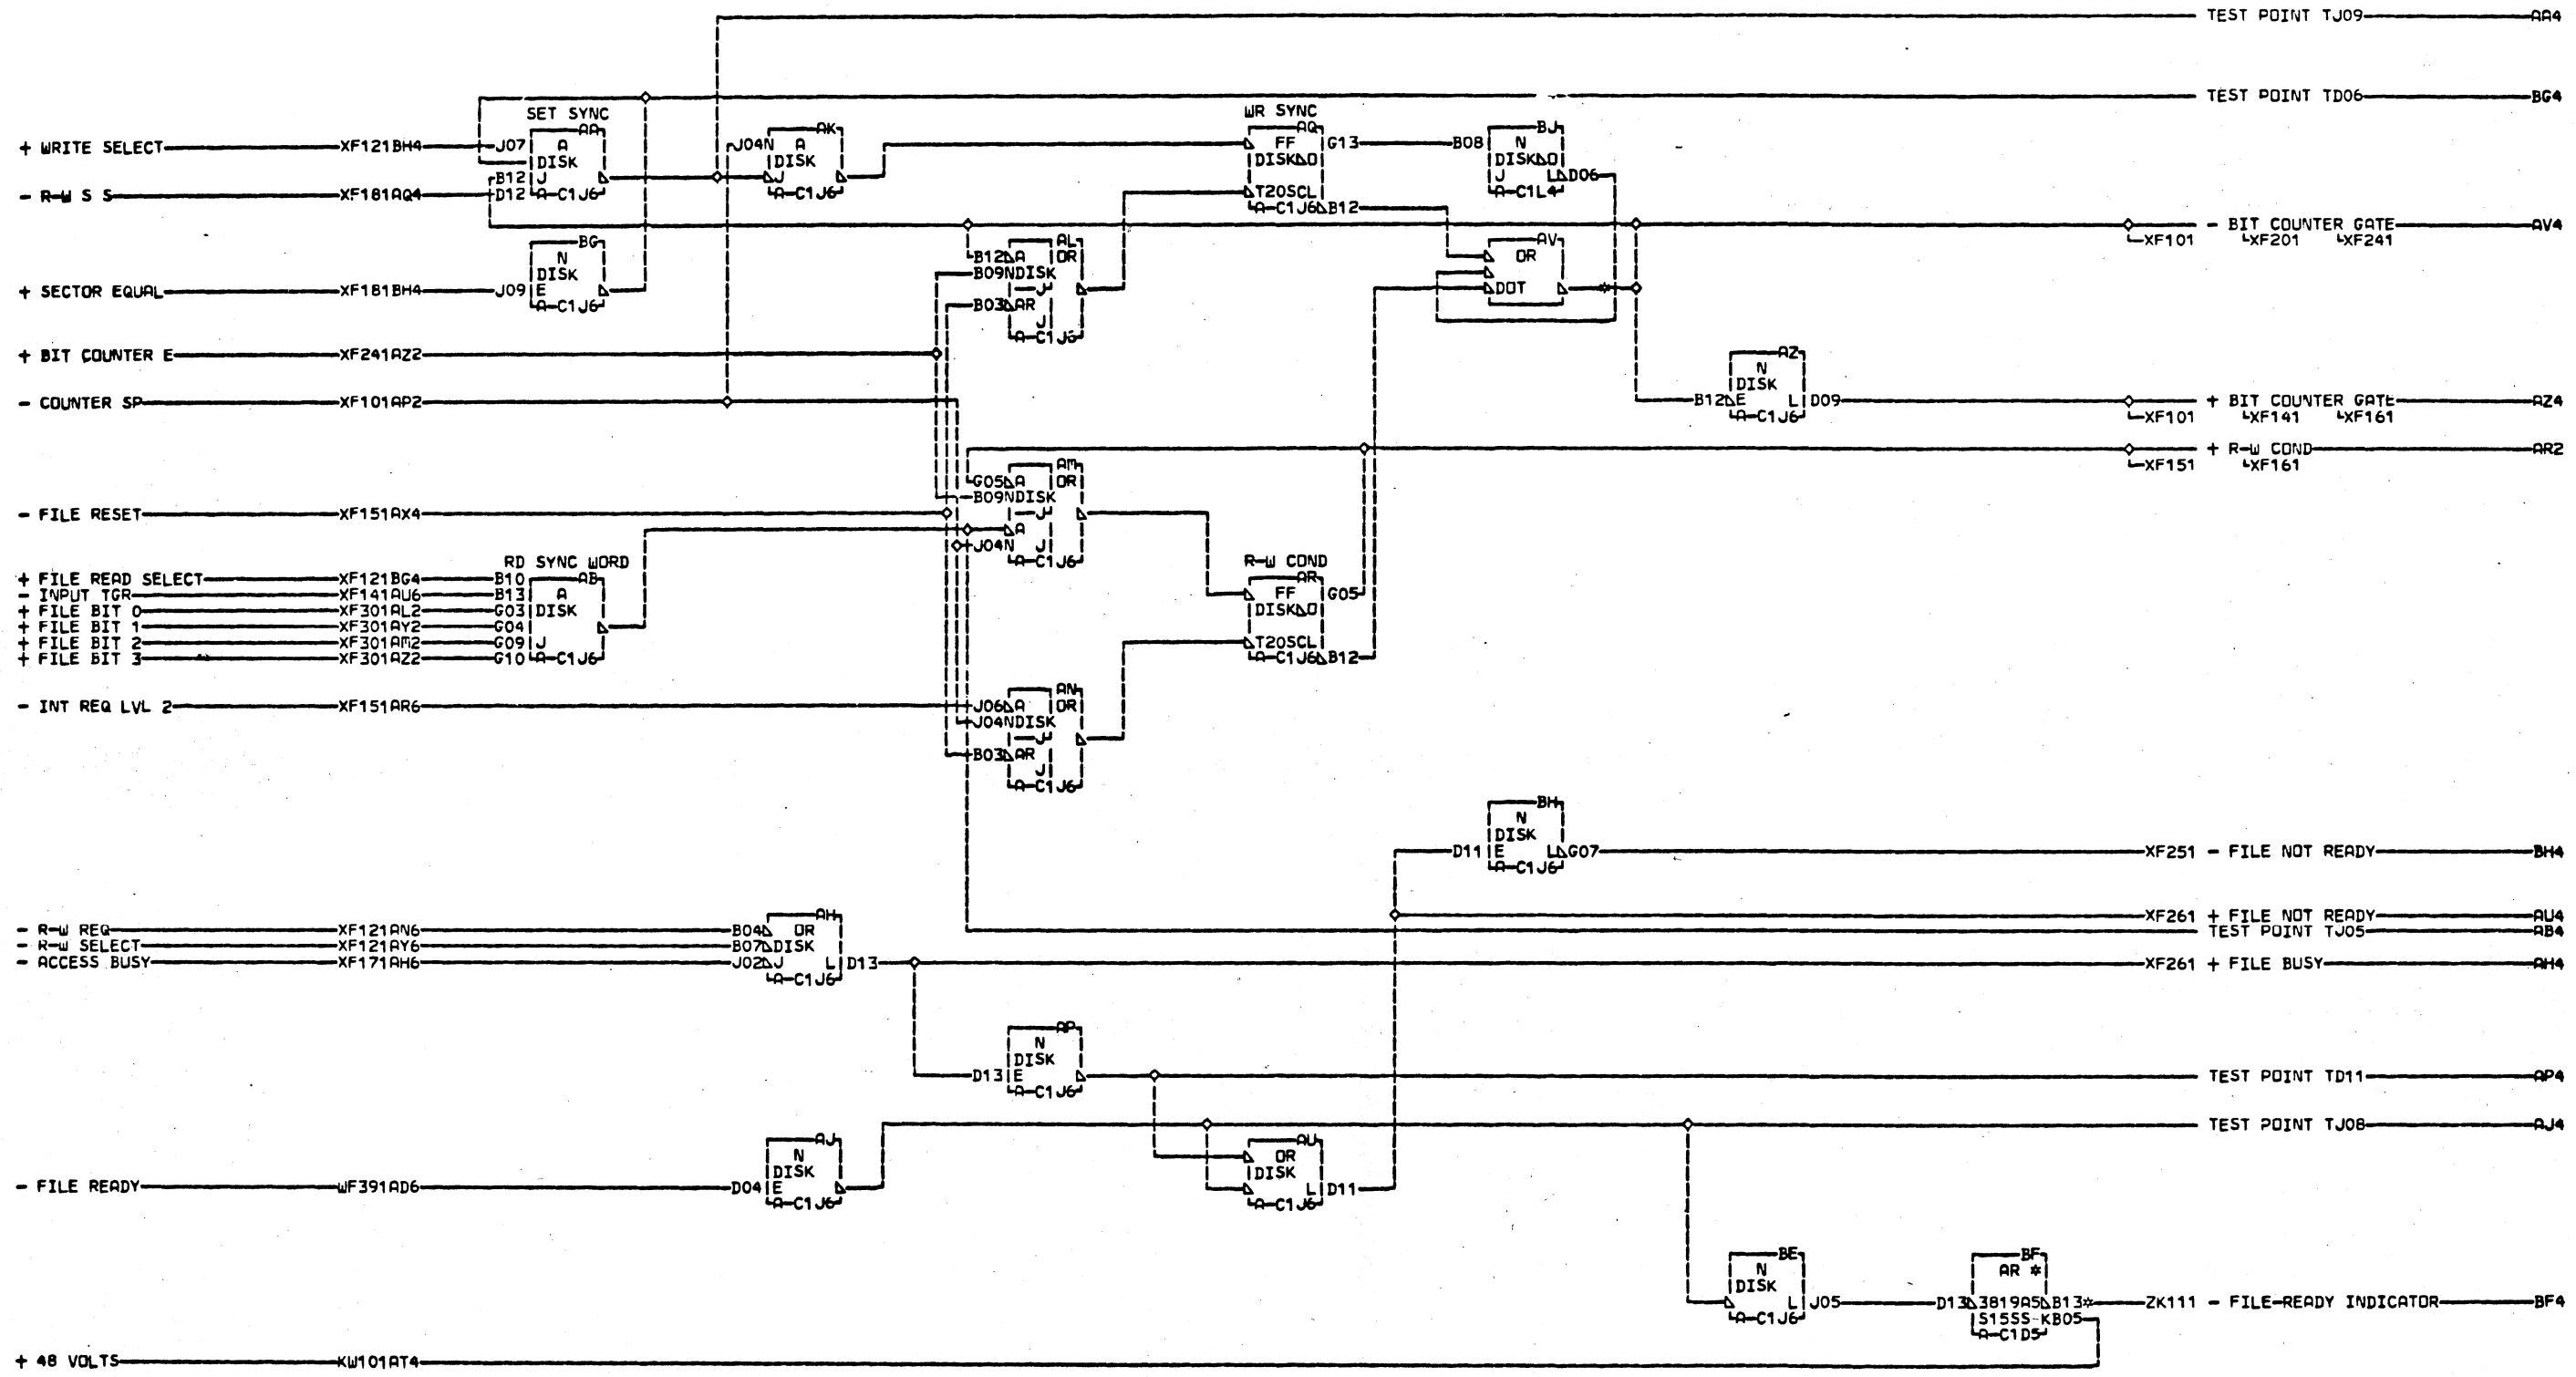 TEST POINT TJ09 AA4
TEST POINT TD06 BG4
SET SYNC
WR SYNC
+ WRITE SELECT XF121BH4 J07 A AA
DISK
B12 J
- R-W S S XF181AQ4 D12 A-C1J6
J04N A AK
DISK
J
A-C1J6
AQ
FF G13
DISK O
T20SCL
A-C1J6 B12
B08 N BJ
DISK O
J L D06
A-C1L4
- BIT COUNTER GATE AV4
XF101 XF201 XF241
BG
N
DISK
+ SECTOR EQUAL XF181BH4 J09 E
A-C1J6
AL
B12 A OR
B09NDISK
J
B03 AR
J
A-C1J6
AV
OR
DOT
+ BIT COUNTER E XF241AZ2
AZ
N
DISK
B12 E L D09
A-C1J6
- COUNTER SP XF101AP2
+ BIT COUNTER GATE AZ4
XF101 XF141 XF161
+ R-W COND AR2
XF151 XF161
AM
G05 A OR
B09NDISK
J
A
J04N J
A-C1J6
- FILE RESET XF151AX4
RD SYNC WORD
+ FILE READ SELECT XF121BG4 B10 AB
- INPUT TGR XF141AU6 B13 A
+ FILE BIT 0 XF301AL2 G03 DISK
+ FILE BIT 1 XF301AY2 G04
+ FILE BIT 2 XF301AM2 G09 J
+ FILE BIT 3 XF301AZ2 G10 A-C1J6
R-W COND
AR
FF G05
DISK O
T20SCL
A-C1J6 B12
- INT REQ LVL 2 XF151AR6
AN
J06 A OR
J04NDISK
J
B03 AR
J
A-C1J6
BH
N
DISK
D11 E L G07
A-C1J6
XF251 - FILE NOT READY BH4
XF261 + FILE NOT READY AU4
TEST POINT TJ05 AB4
XF261 + FILE BUSY AH4
AH
- R-W REQ XF121AN6 B04 OR
- R-W SELECT XF121AY6 B07 DISK
- ACCESS BUSY XF171AH6 J02 J L D13
A-C1J6
AP
N
DISK
D13 E
A-C1J6
TEST POINT TD11 AP4
TEST POINT TJ08 AJ4
AJ
N
DISK
- FILE READY WF391AD6 D04 E
A-C1J6
AU
OR
DISK
L D11
A-C1J6
BE
N
DISK
L J05
A-C1J6
BF
AR *
D13 3819A5 B13* ZK111 - FILE-READY INDICATOR BF4
S15SS-KB05
A-C1D5
+ 48 VOLTS KW101AT4